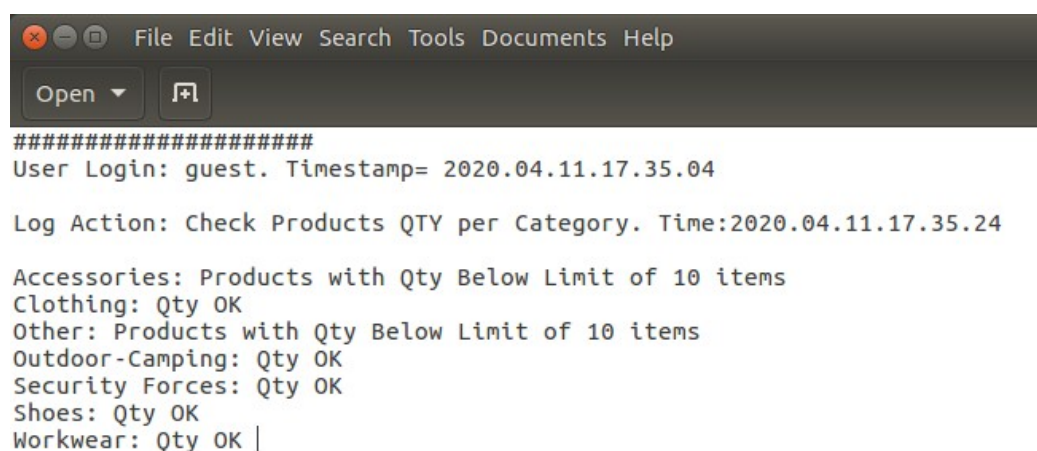 File Edit View Search Tools Documents Help
Open
#####################
User Login: guest. Timestamp= 2020.04.11.17.35.04
Log Action: Check Products QTY per Category. Time:2020.04.11.17.35.24
Accessories: Products with Qty Below Limit of 10 items
Clothing: Qty OK
Other: Products with Qty Below Limit of 10 items
Outdoor-Camping: Qty OK
Security Forces: Qty OK
Shoes: Qty OK
Workwear: Qty OK